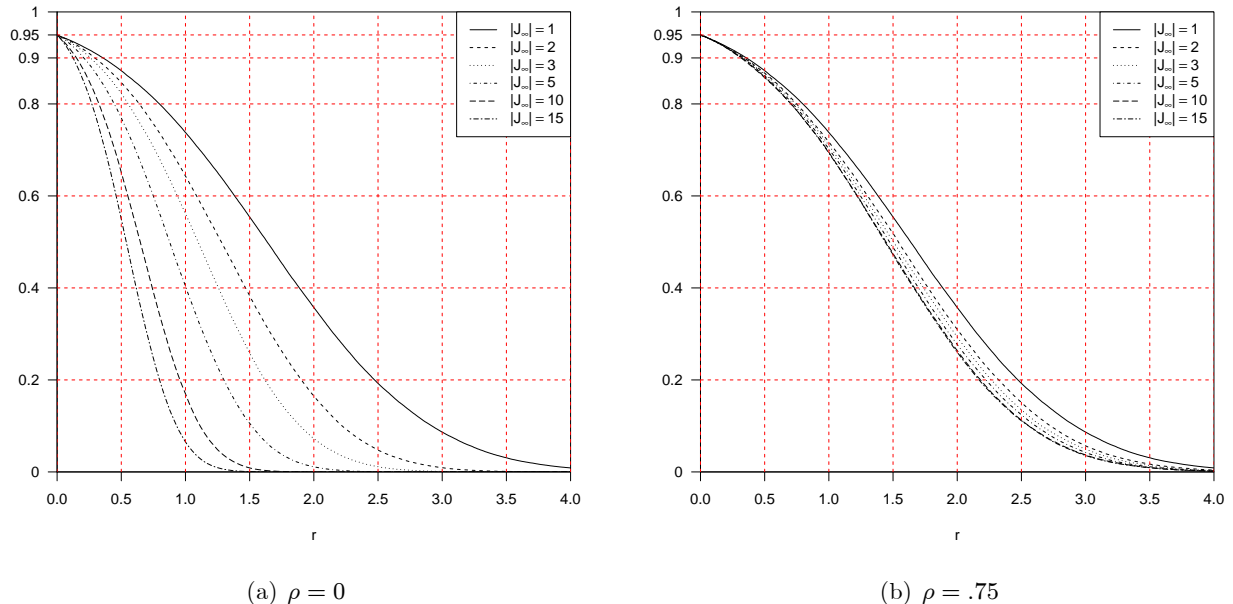 1
0.95
0.9
0.8
0.6
0.4
0.2
0
0.0 0.5 1.0 1.5 2.0 2.5 3.0 3.5 4.0
r
|J∞| = 1
|J∞| = 2
|J∞| = 3
|J∞| = 5
|J∞| = 10
|J∞| = 15
(a) ρ = 0
1
0.95
0.9
0.8
0.6
0.4
0.2
0
0.0 0.5 1.0 1.5 2.0 2.5 3.0 3.5 4.0
r
|J∞| = 1
|J∞| = 2
|J∞| = 3
|J∞| = 5
|J∞| = 10
|J∞| = 15
(b) ρ = .75